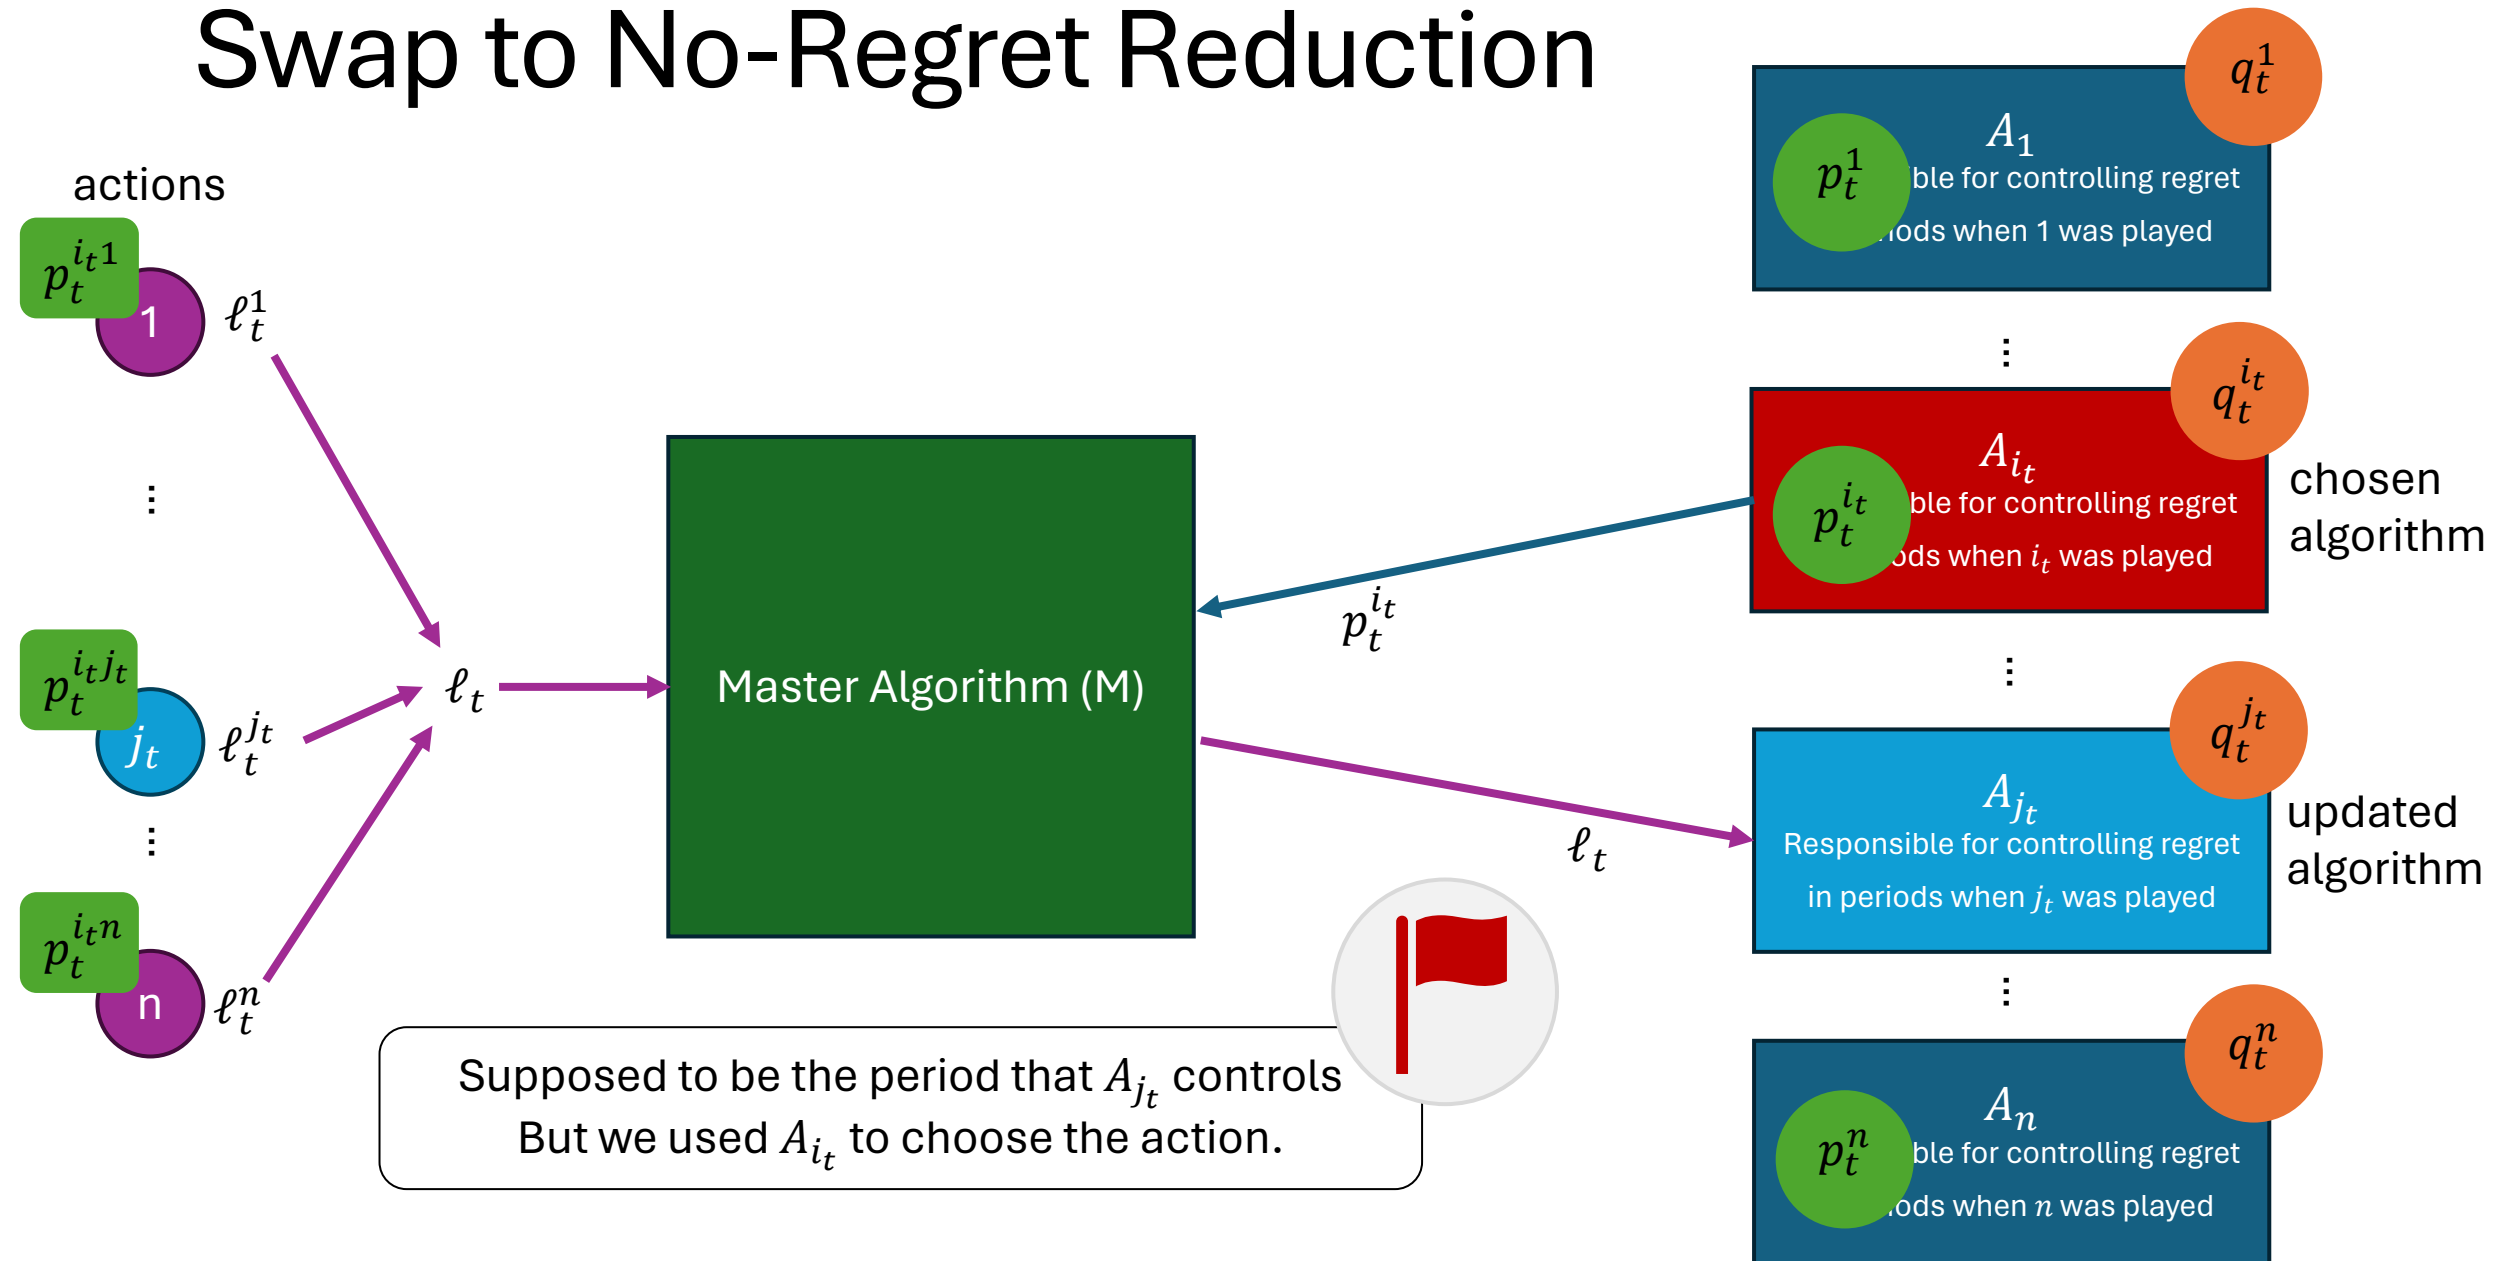 Swap to No-Regret Reduction
actions
p_t^{i_t 1}
1
ℓ_t^1
⋮
p_t^{i_t j_t}
j_t
ℓ_t^{j_t}
⋮
p_t^{i_t n}
n
ℓ_t^n
ℓ_t
Master Algorithm (M)
p_t^{i_t}
ℓ_t
Supposed to be the period that A_{j_t} controls
But we used A_{i_t} to choose the action.
q_t^1
A_1
p_t^1
ble for controlling regret
iods when 1 was played
⋮
q_t^{i_t}
A_{i_t}
p_t^{i_t}
ble for controlling regret
ods when i_t was played
chosen
algorithm
⋮
q_t^{j_t}
A_{j_t}
Responsible for controlling regret
in periods when j_t was played
updated
algorithm
⋮
q_t^n
A_n
p_t^n
ble for controlling regret
iods when n was played